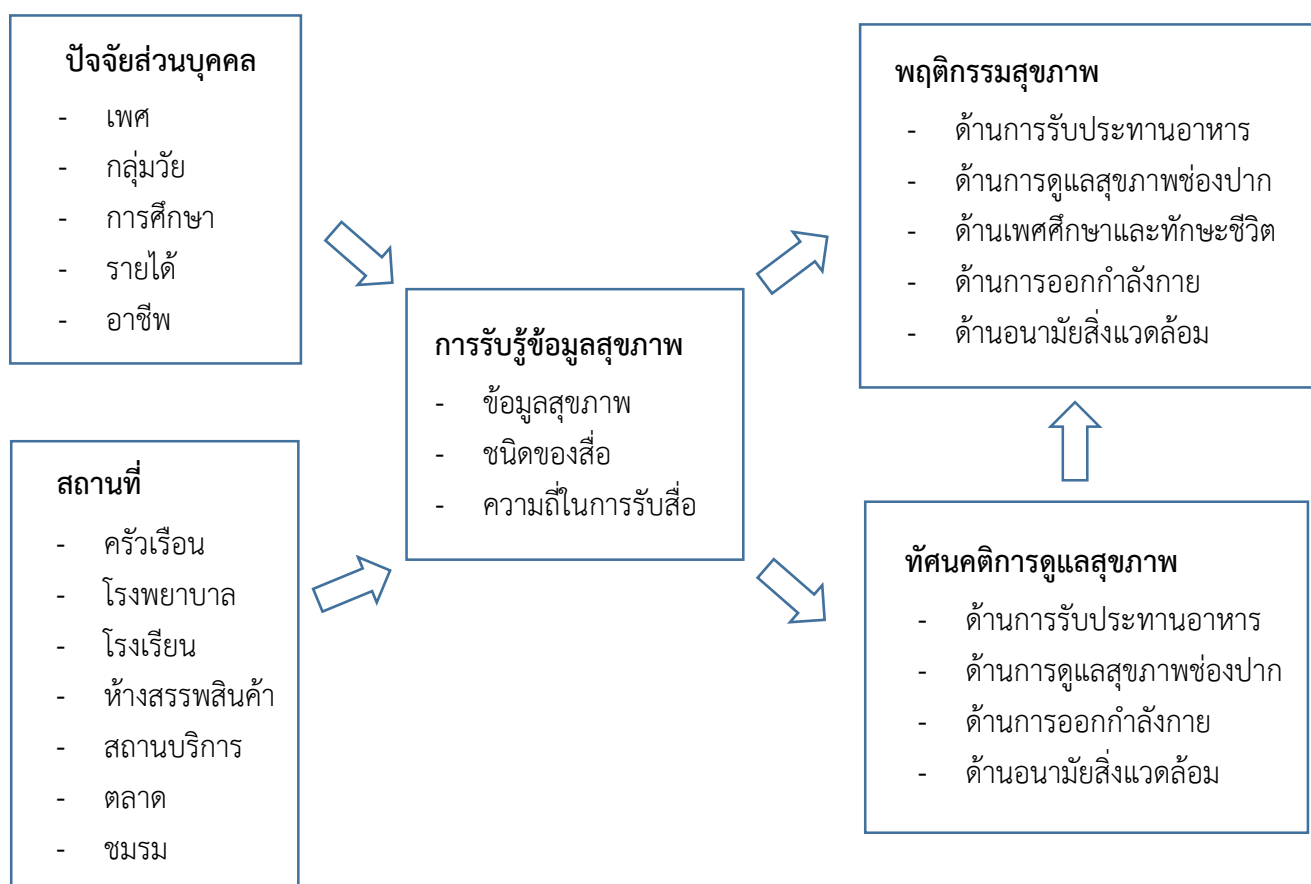 ปัจจัยส่วนบุคคล
- เพศ
- กลุ่มวัย
- การศึกษา
- รายได้
- อาชีพ
สถานที่
- ครัวเรือน
- โรงพยาบาล
- โรงเรียน
- ห้างสรรพสินค้า
- สถานบริการ
- ตลาด
- ชมรม
การรับรู้ข้อมูลสุขภาพ
- ข้อมูลสุขภาพ
- ชนิดของสื่อ
- ความถี่ในการรับสื่อ
พฤติกรรมสุขภาพ
- ด้านการรับประทานอาหาร
- ด้านการดูแลสุขภาพช่องปาก
- ด้านเพศศึกษาและทักษะชีวิต
- ด้านการออกกำลังกาย
- ด้านอนามัยสิ่งแวดล้อม
ทัศนคติการดูแลสุขภาพ
- ด้านการรับประทานอาหาร
- ด้านการดูแลสุขภาพช่องปาก
- ด้านการออกกำลังกาย
- ด้านอนามัยสิ่งแวดล้อม